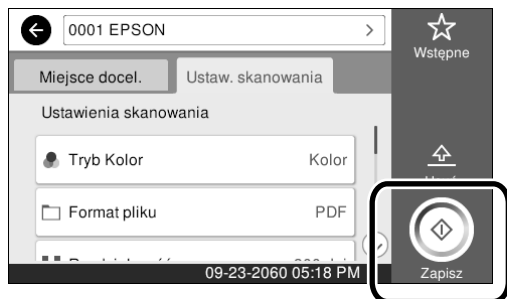 0001 EPSON
Wstępne
Miejsce docel.
Ustaw. skanowania
Ustawienia skanowania
Tryb Kolor
Kolor
Format pliku
PDF
09-23-2060 05:18 PM
Zapisz